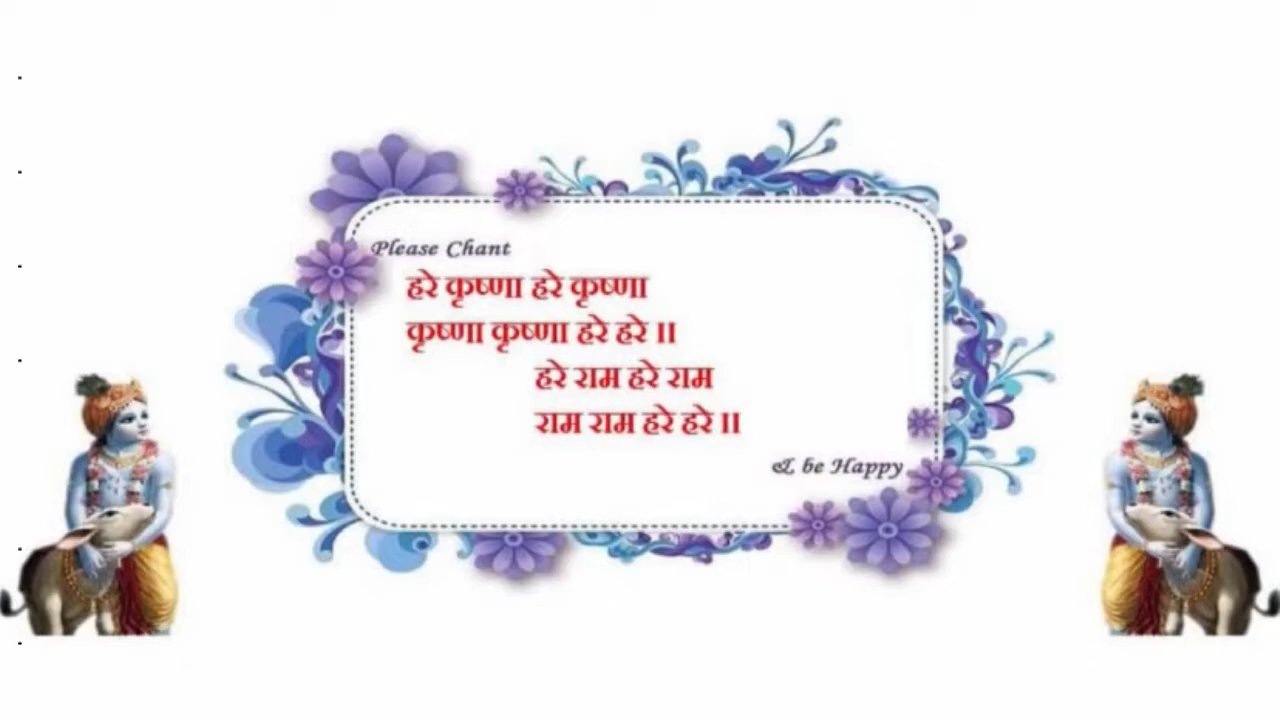 Please Chant
हरे कृष्णा हरे कृष्णा
कृष्णा कृष्णा हरे हरे ।।
हरे राम हरे राम
राम राम हरे हरे ।।
& be Happy